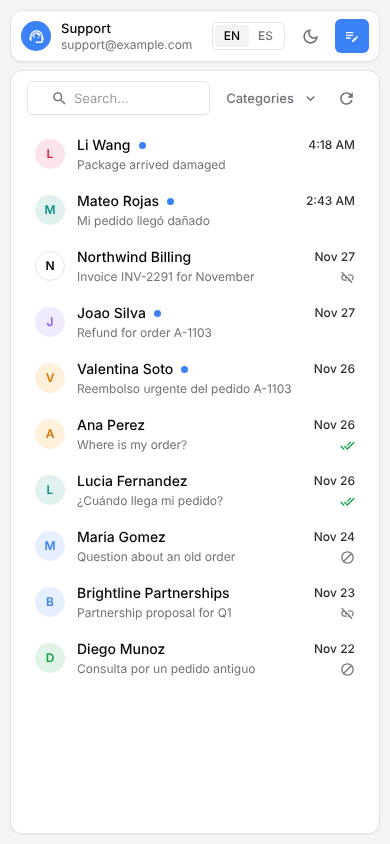 Support
support@example.com
EN ES
Search...
Categories
L
Li Wang
4:18 AM
Package arrived damaged
M
Mateo Rojas
2:43 AM
Mi pedido llegó dañado
N
Northwind Billing
Nov 27
Invoice INV-2291 for November
J
Joao Silva
Nov 27
Refund for order A-1103
V
Valentina Soto
Nov 26
Reembolso urgente del pedido A-1103
A
Ana Perez
Nov 26
Where is my order?
L
Lucia Fernandez
Nov 26
¿Cuándo llega mi pedido?
M
Maria Gomez
Nov 24
Question about an old order
B
Brightline Partnerships
Nov 23
Partnership proposal for Q1
D
Diego Munoz
Nov 22
Consulta por un pedido antiguo